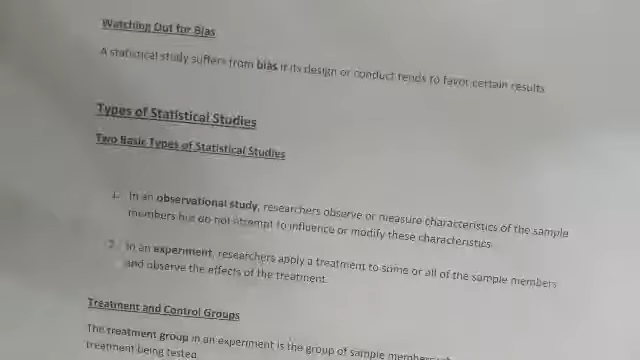 Watching Out for Bias
A statistical study suffers from bias if its design or conduct tends to favor certain results
Types of Statistical Studies
Two Basic Types of Statistical Studies
1. In an observational study, researchers observe or measure characteristics of the sample
members but do not attempt to influence or modify these characteristics
2. In an experiment, researchers apply a treatment to some or all of the sample members
and observe the effects of the treatment.
Treatment and Control Groups
The treatment group in an experiment is the group of sample members
treatment being tested